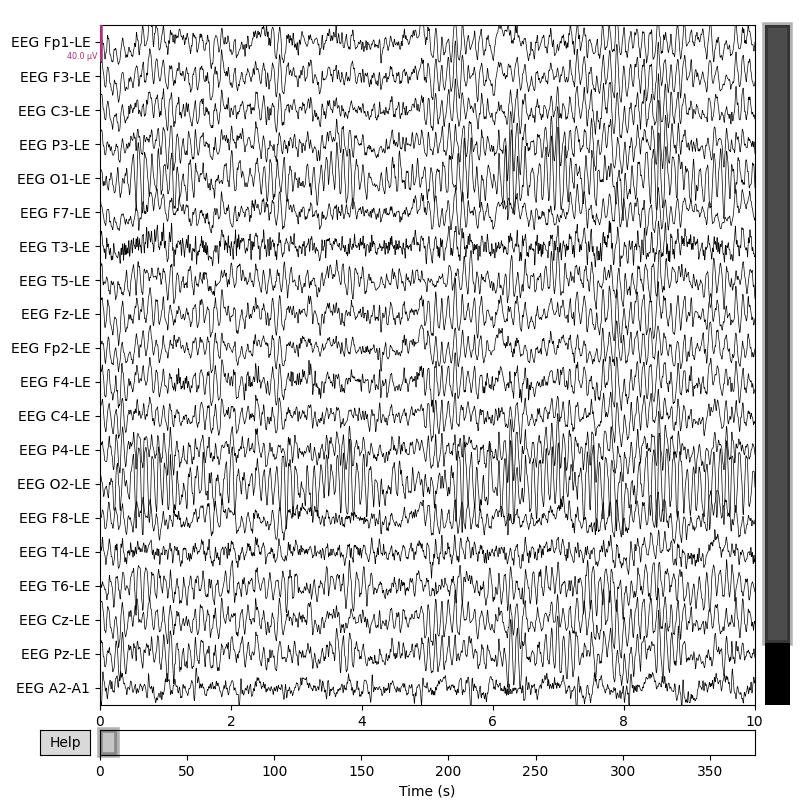 EEG Fp1-LE
40.0 µV
EEG F3-LE
EEG C3-LE
EEG P3-LE
EEG O1-LE
EEG F7-LE
EEG T3-LE
EEG T5-LE
EEG Fz-LE
EEG Fp2-LE
EEG F4-LE
EEG C4-LE
EEG P4-LE
EEG O2-LE
EEG F8-LE
EEG T4-LE
EEG T6-LE
EEG Cz-LE
EEG Pz-LE
EEG A2-A1
0 2 4 6 8 10
Help
0 50 100 150 200 250 300 350
Time (s)